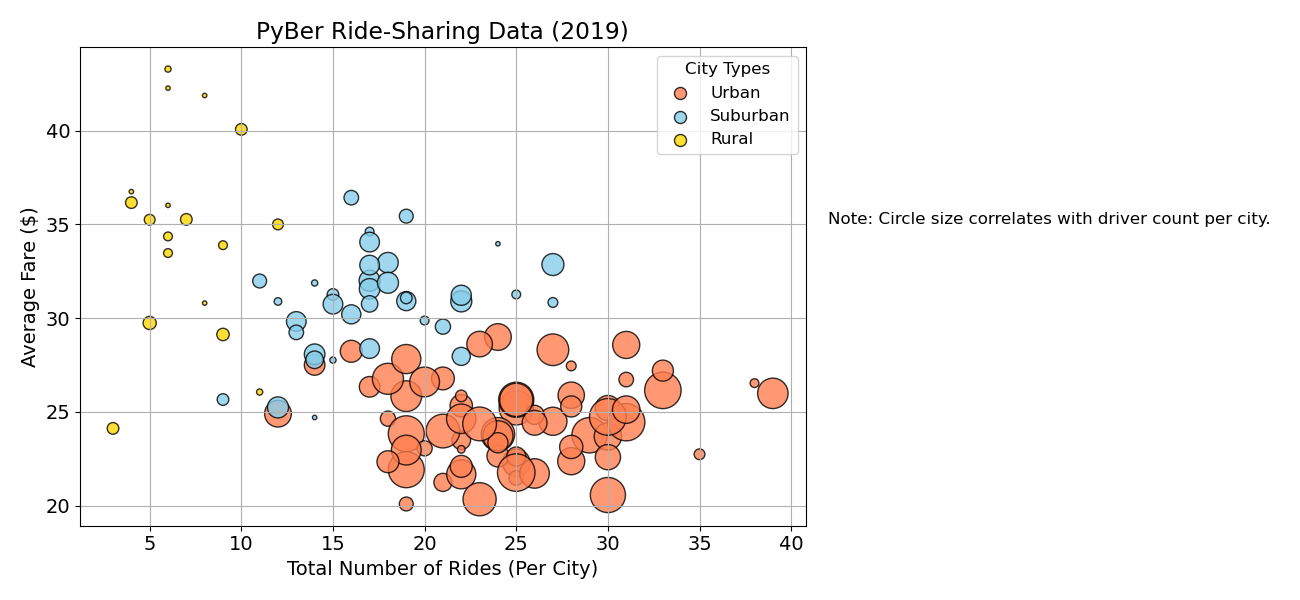 PyBer Ride-Sharing Data (2019)
City Types
Urban
Suburban
Rural
40
35
30
25
20
Average Fare ($)
5 10 15 20 25 30 35 40
Total Number of Rides (Per City)
Note: Circle size correlates with driver count per city.